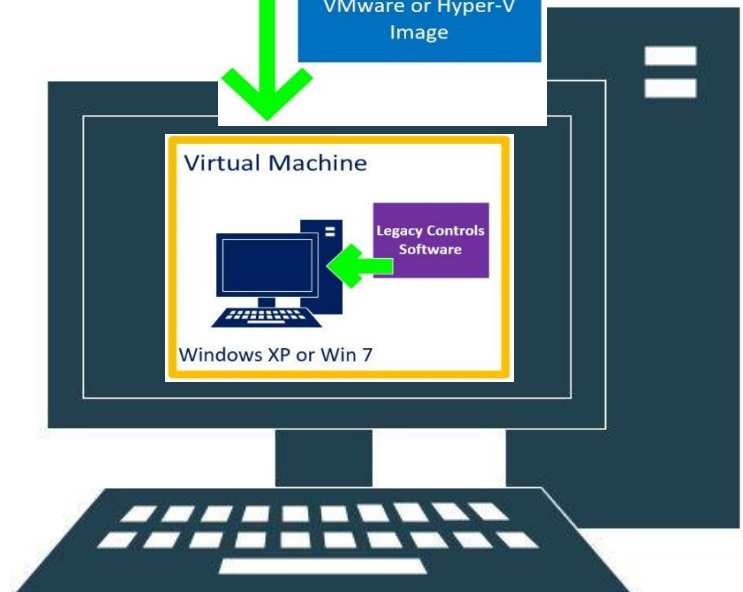 VMware or Hyper-V
Image
Virtual Machine
Legacy Controls
Software
Windows XP or Win 7